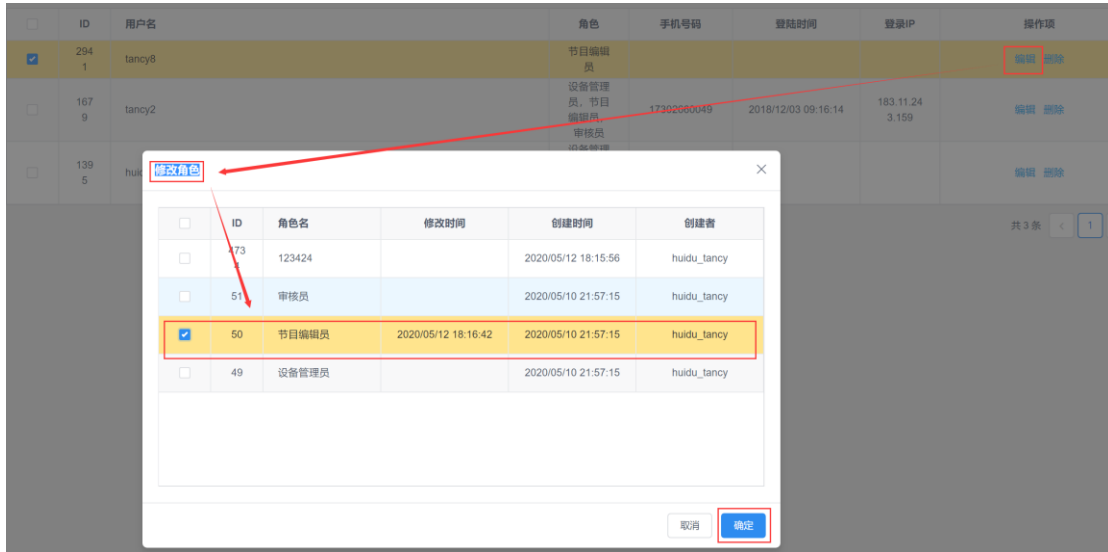 ID 用户名 角色 手机号码 登陆时间 登录IP 操作项
294
1
tancy8
节目编辑
员
编辑 删除
167
9
tancy2
设备管理
员，节目
编辑员，
审核员
17302660049 2018/12/03 09:16:14
183.11.24
3.159
编辑 删除
139
5
huid
设备管理
编辑 删除
共 3 条 < 1
修改角色
ID 角色名 修改时间 创建时间 创建者
473
123424 2020/05/12 18:15:56 huidu_tancy
51 审核员 2020/05/10 21:57:15 huidu_tancy
50 节目编辑员 2020/05/12 18:16:42 2020/05/10 21:57:15 huidu_tancy
49 设备管理员 2020/05/10 21:57:15 huidu_tancy
取消 确定